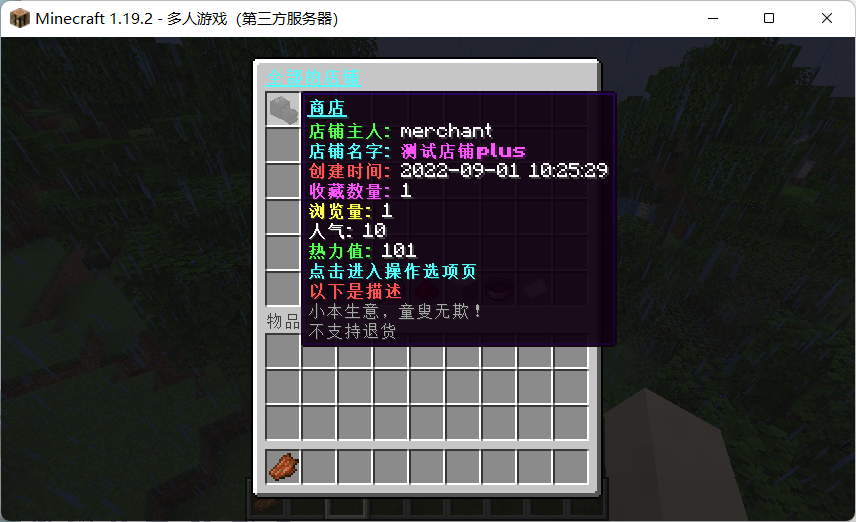 Minecraft 1.19.2 - 多人游戏（第三方服务器）
全部的店铺
商店
店铺主人: merchant
店铺名字: 测试店铺plus
创建时间: 2022-09-01 10:25:29
收藏数量: 1
浏览量: 1
人气: 10
热力值: 101
点击进入操作选项页
以下是描述
小本生意，童叟无欺！
不支持退货
物品